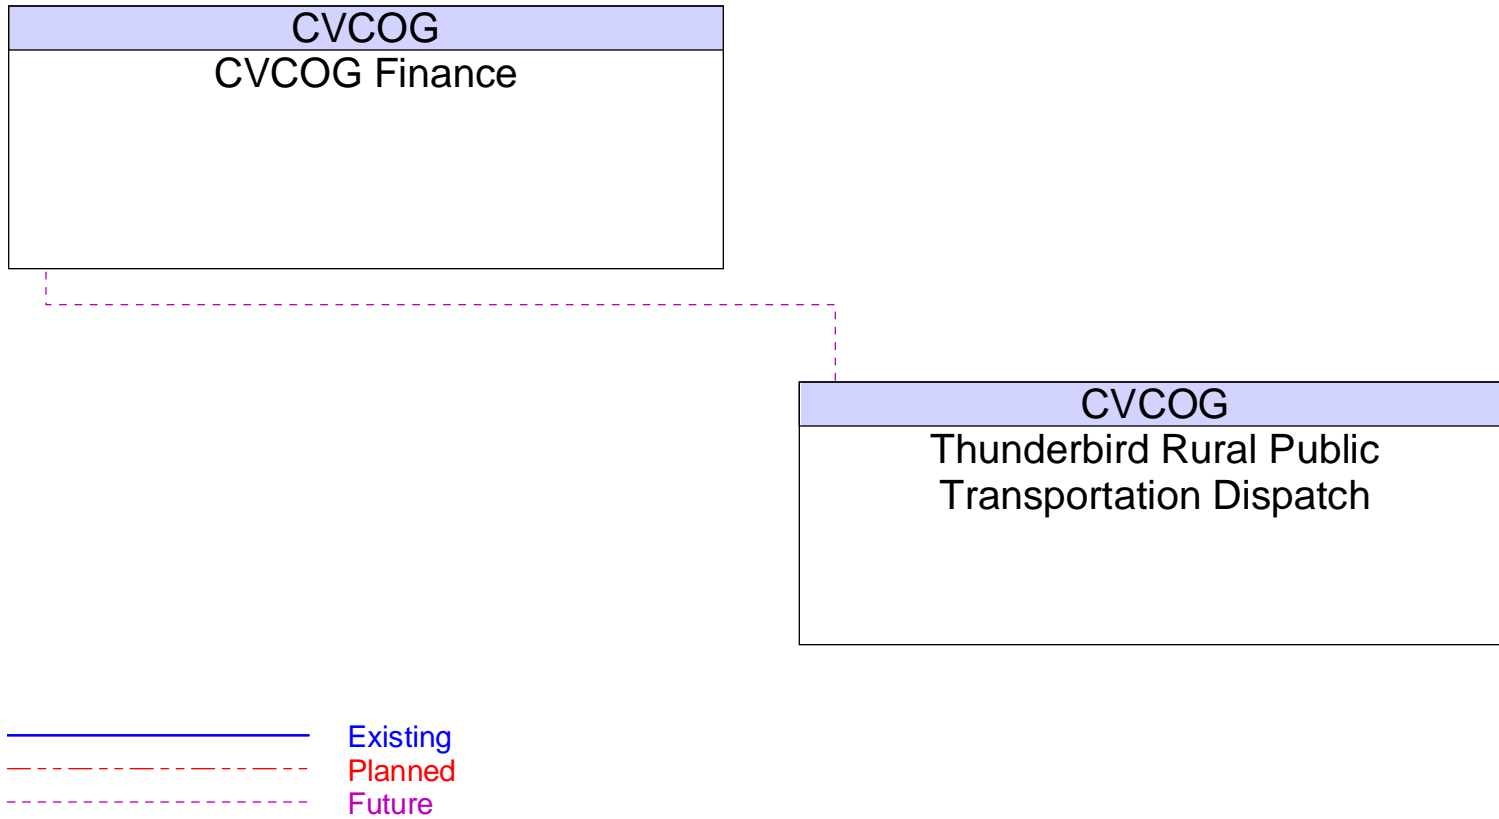 CVCOG
CVCOG Finance
CVCOG
Thunderbird Rural Public
Transportation Dispatch
Existing
Planned
Future